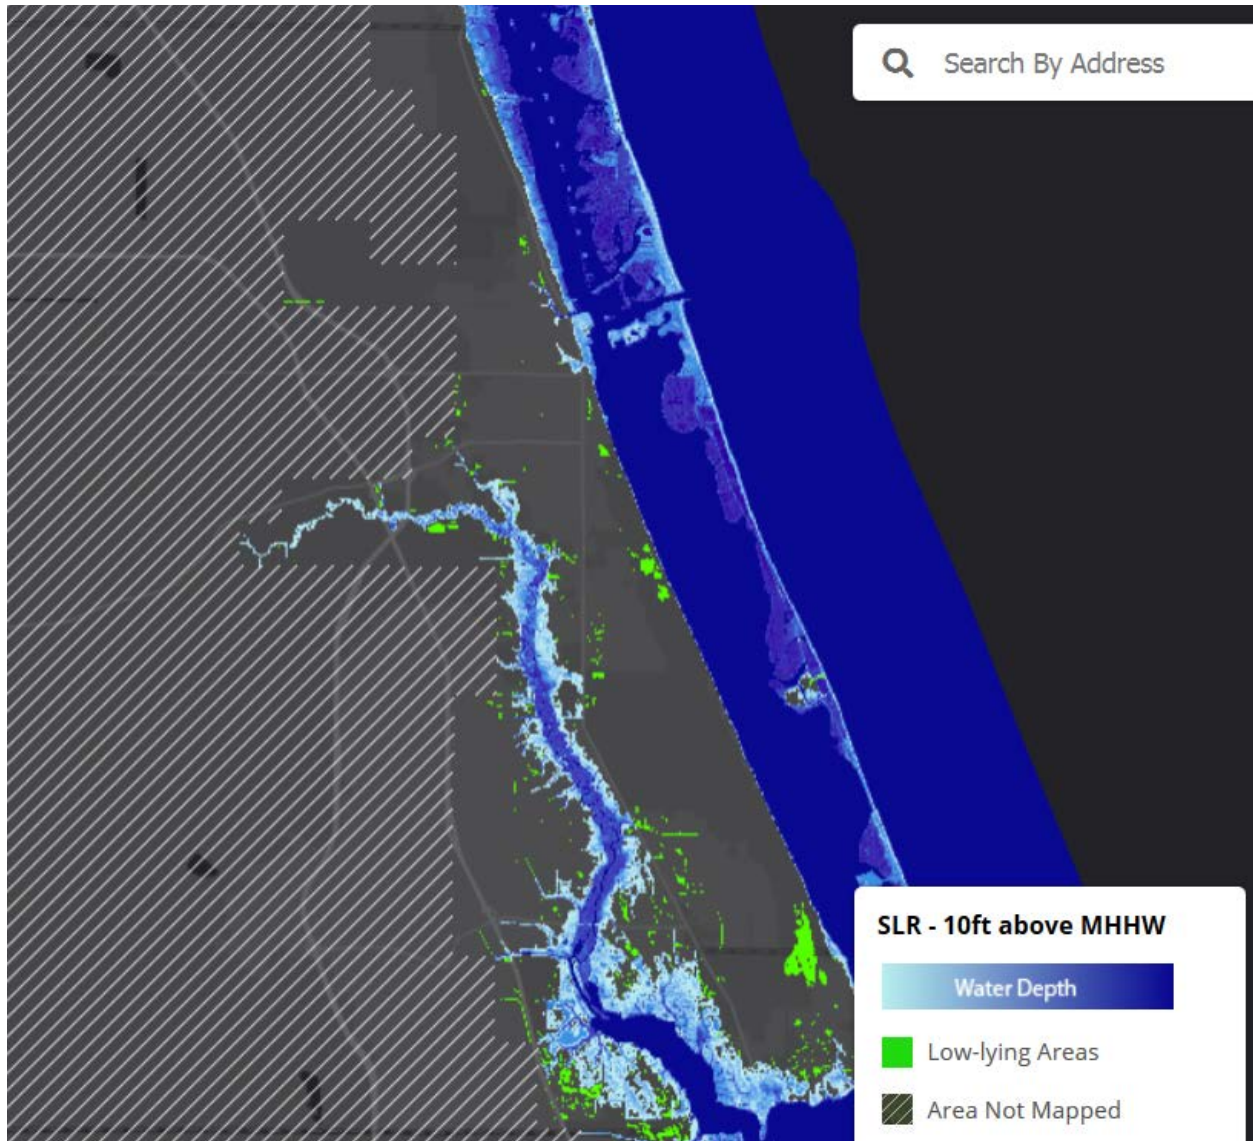 Search By Address
SLR - 10ft above MHHW
Water Depth
Low-lying Areas
Area Not Mapped